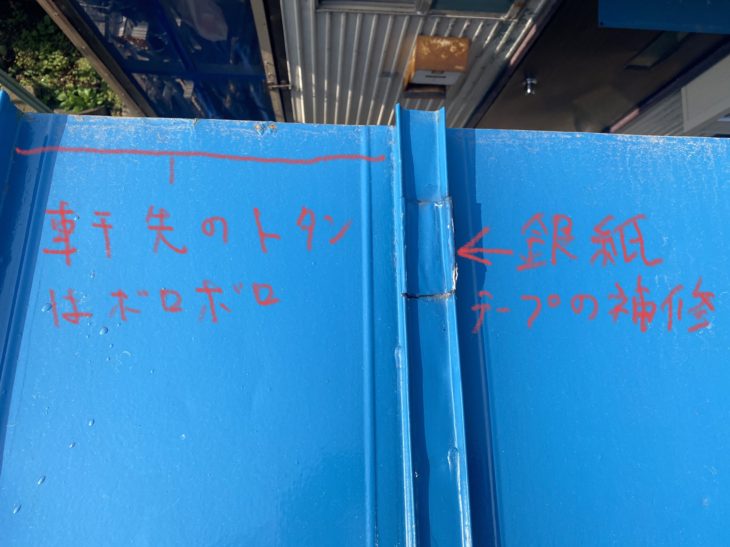 軒先のトタン
はボロボロ
←銀紙
テープの補修